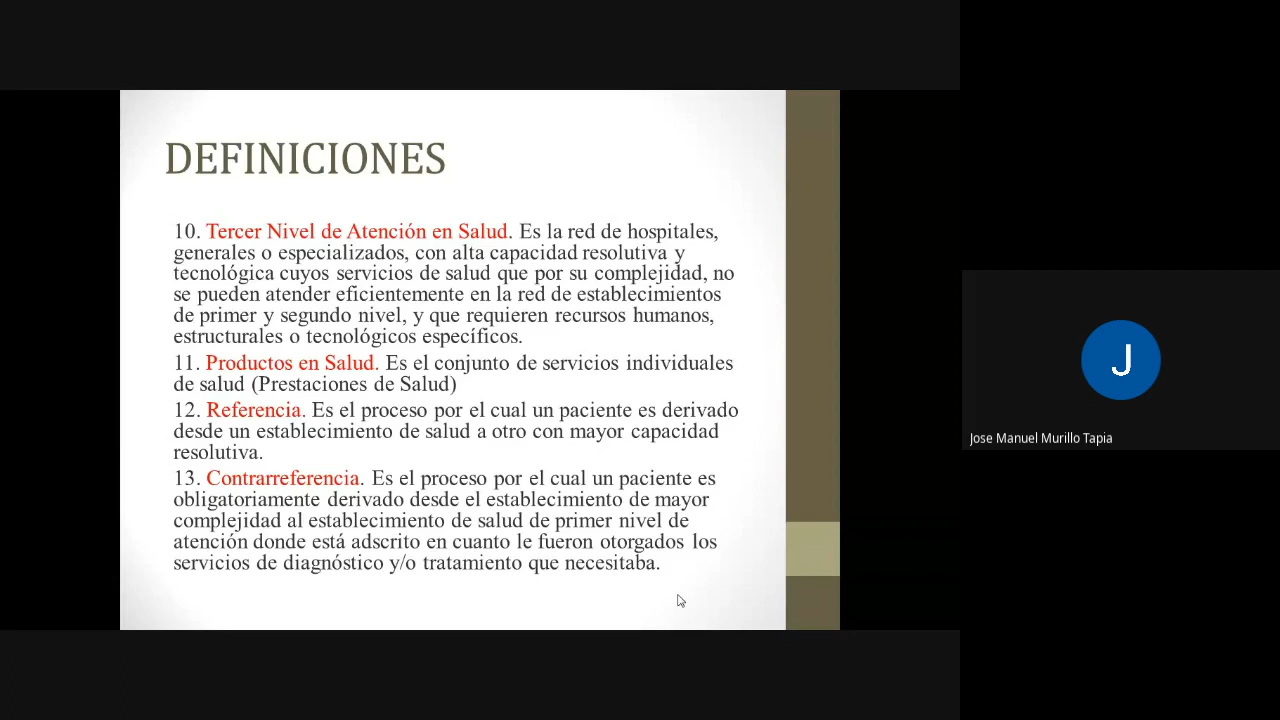 DEFINICIONES
10. Tercer Nivel de Atención en Salud. Es la red de hospitales,
generales o especializados, con alta capacidad resolutiva y
tecnológica cuyos servicios de salud que por su complejidad, no
se pueden atender eficientemente en la red de establecimientos
de primer y segundo nivel, y que requieren recursos humanos,
estructurales o tecnológicos específicos.
11. Productos en Salud. Es el conjunto de servicios individuales
de salud (Prestaciones de Salud)
12. Referencia. Es el proceso por el cual un paciente es derivado
desde un establecimiento de salud a otro con mayor capacidad
resolutiva.
13. Contrarreferencia. Es el proceso por el cual un paciente es
obligatoriamente derivado desde el establecimiento de mayor
complejidad al establecimiento de salud de primer nivel de
atención donde está adscrito en cuanto le fueron otorgados los
servicios de diagnóstico y/o tratamiento que necesitaba.
J
Jose Manuel Murillo Tapia